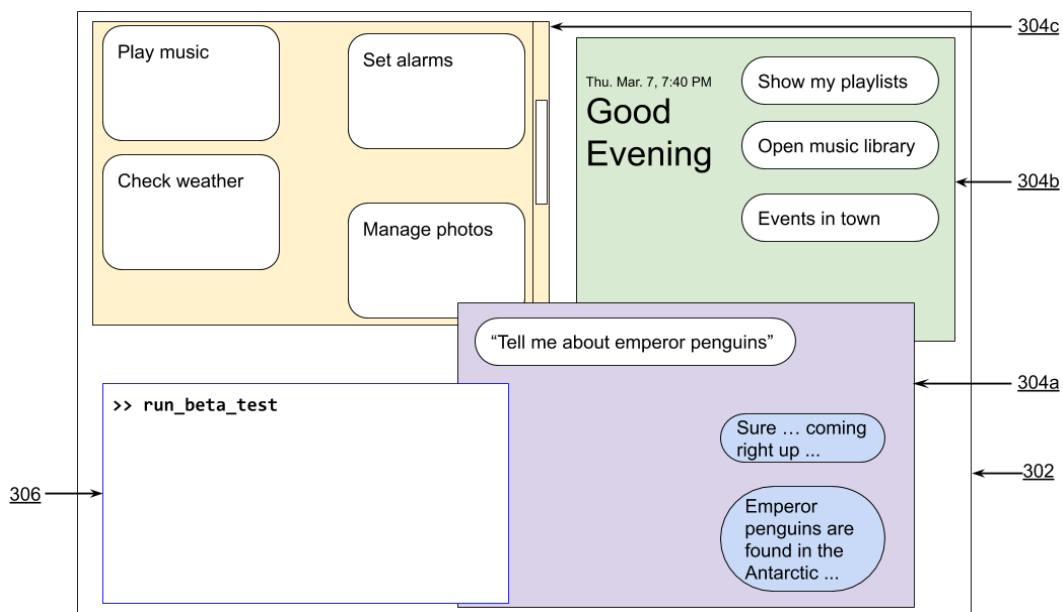 304c
Play music
Set alarms
Thu. Mar. 7, 7:40 PM
Good
Evening
Show my playlists
Open music library
Events in town
304b
Check weather
Manage photos
“Tell me about emperor penguins”
304a
>> run_beta_test
Sure … coming
right up ...
302
306
Emperor
penguins are
found in the
Antarctic ...